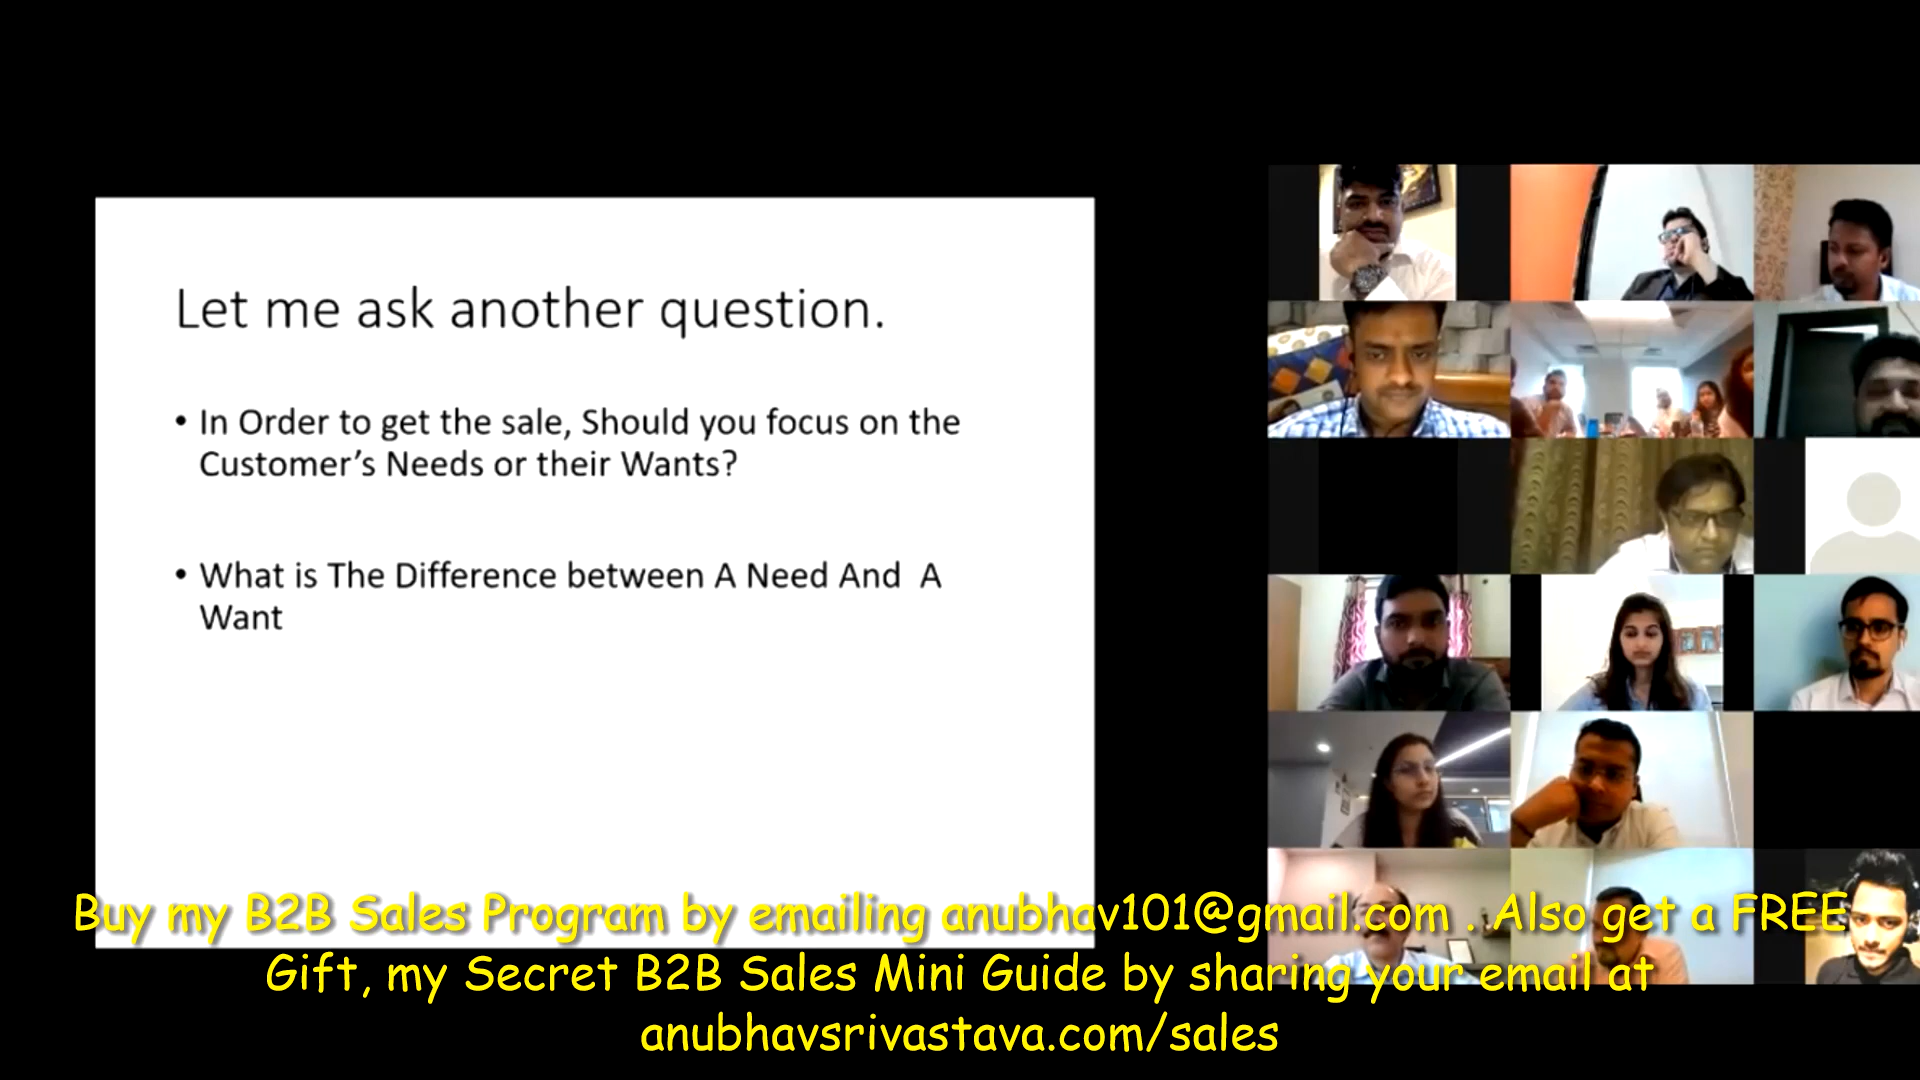 Let me ask another question.
• In Order to get the sale, Should you focus on the
Customer’s Needs or their Wants?
• What is The Difference between A Need And A
Want
Buy my B2B Sales Program by emailing anubhav101@gmail.com . Also get a FREE
Gift, my Secret B2B Sales Mini Guide by sharing your email at
anubhavsrivastava.com/sales